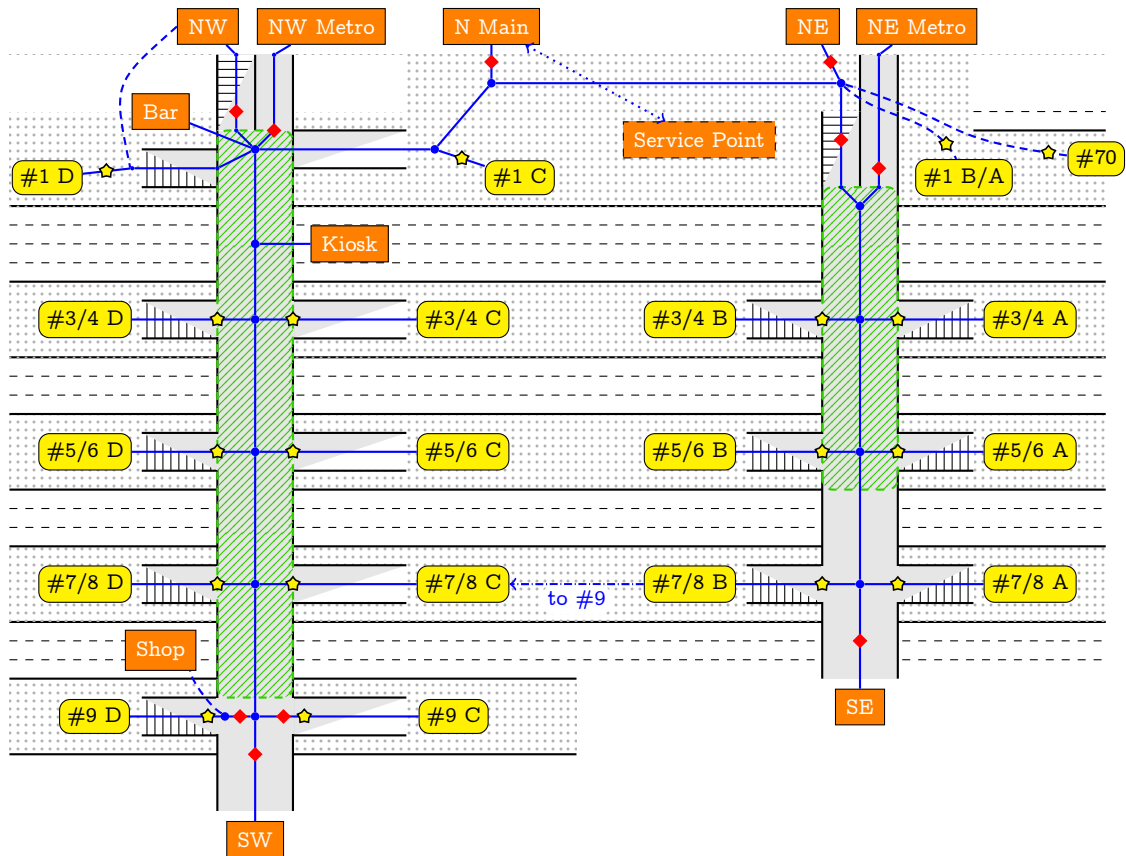 NW
NW Metro
N Main
NE
NE Metro
Bar
Service Point
#1 D
#1 C
#1 B/A
#70
Kiosk
#3/4 D
#3/4 C
#3/4 B
#3/4 A
#5/6 D
#5/6 C
#5/6 B
#5/6 A
#7/8 D
#7/8 C
to #9
#7/8 B
#7/8 A
Shop
#9 D
#9 C
SE
SW